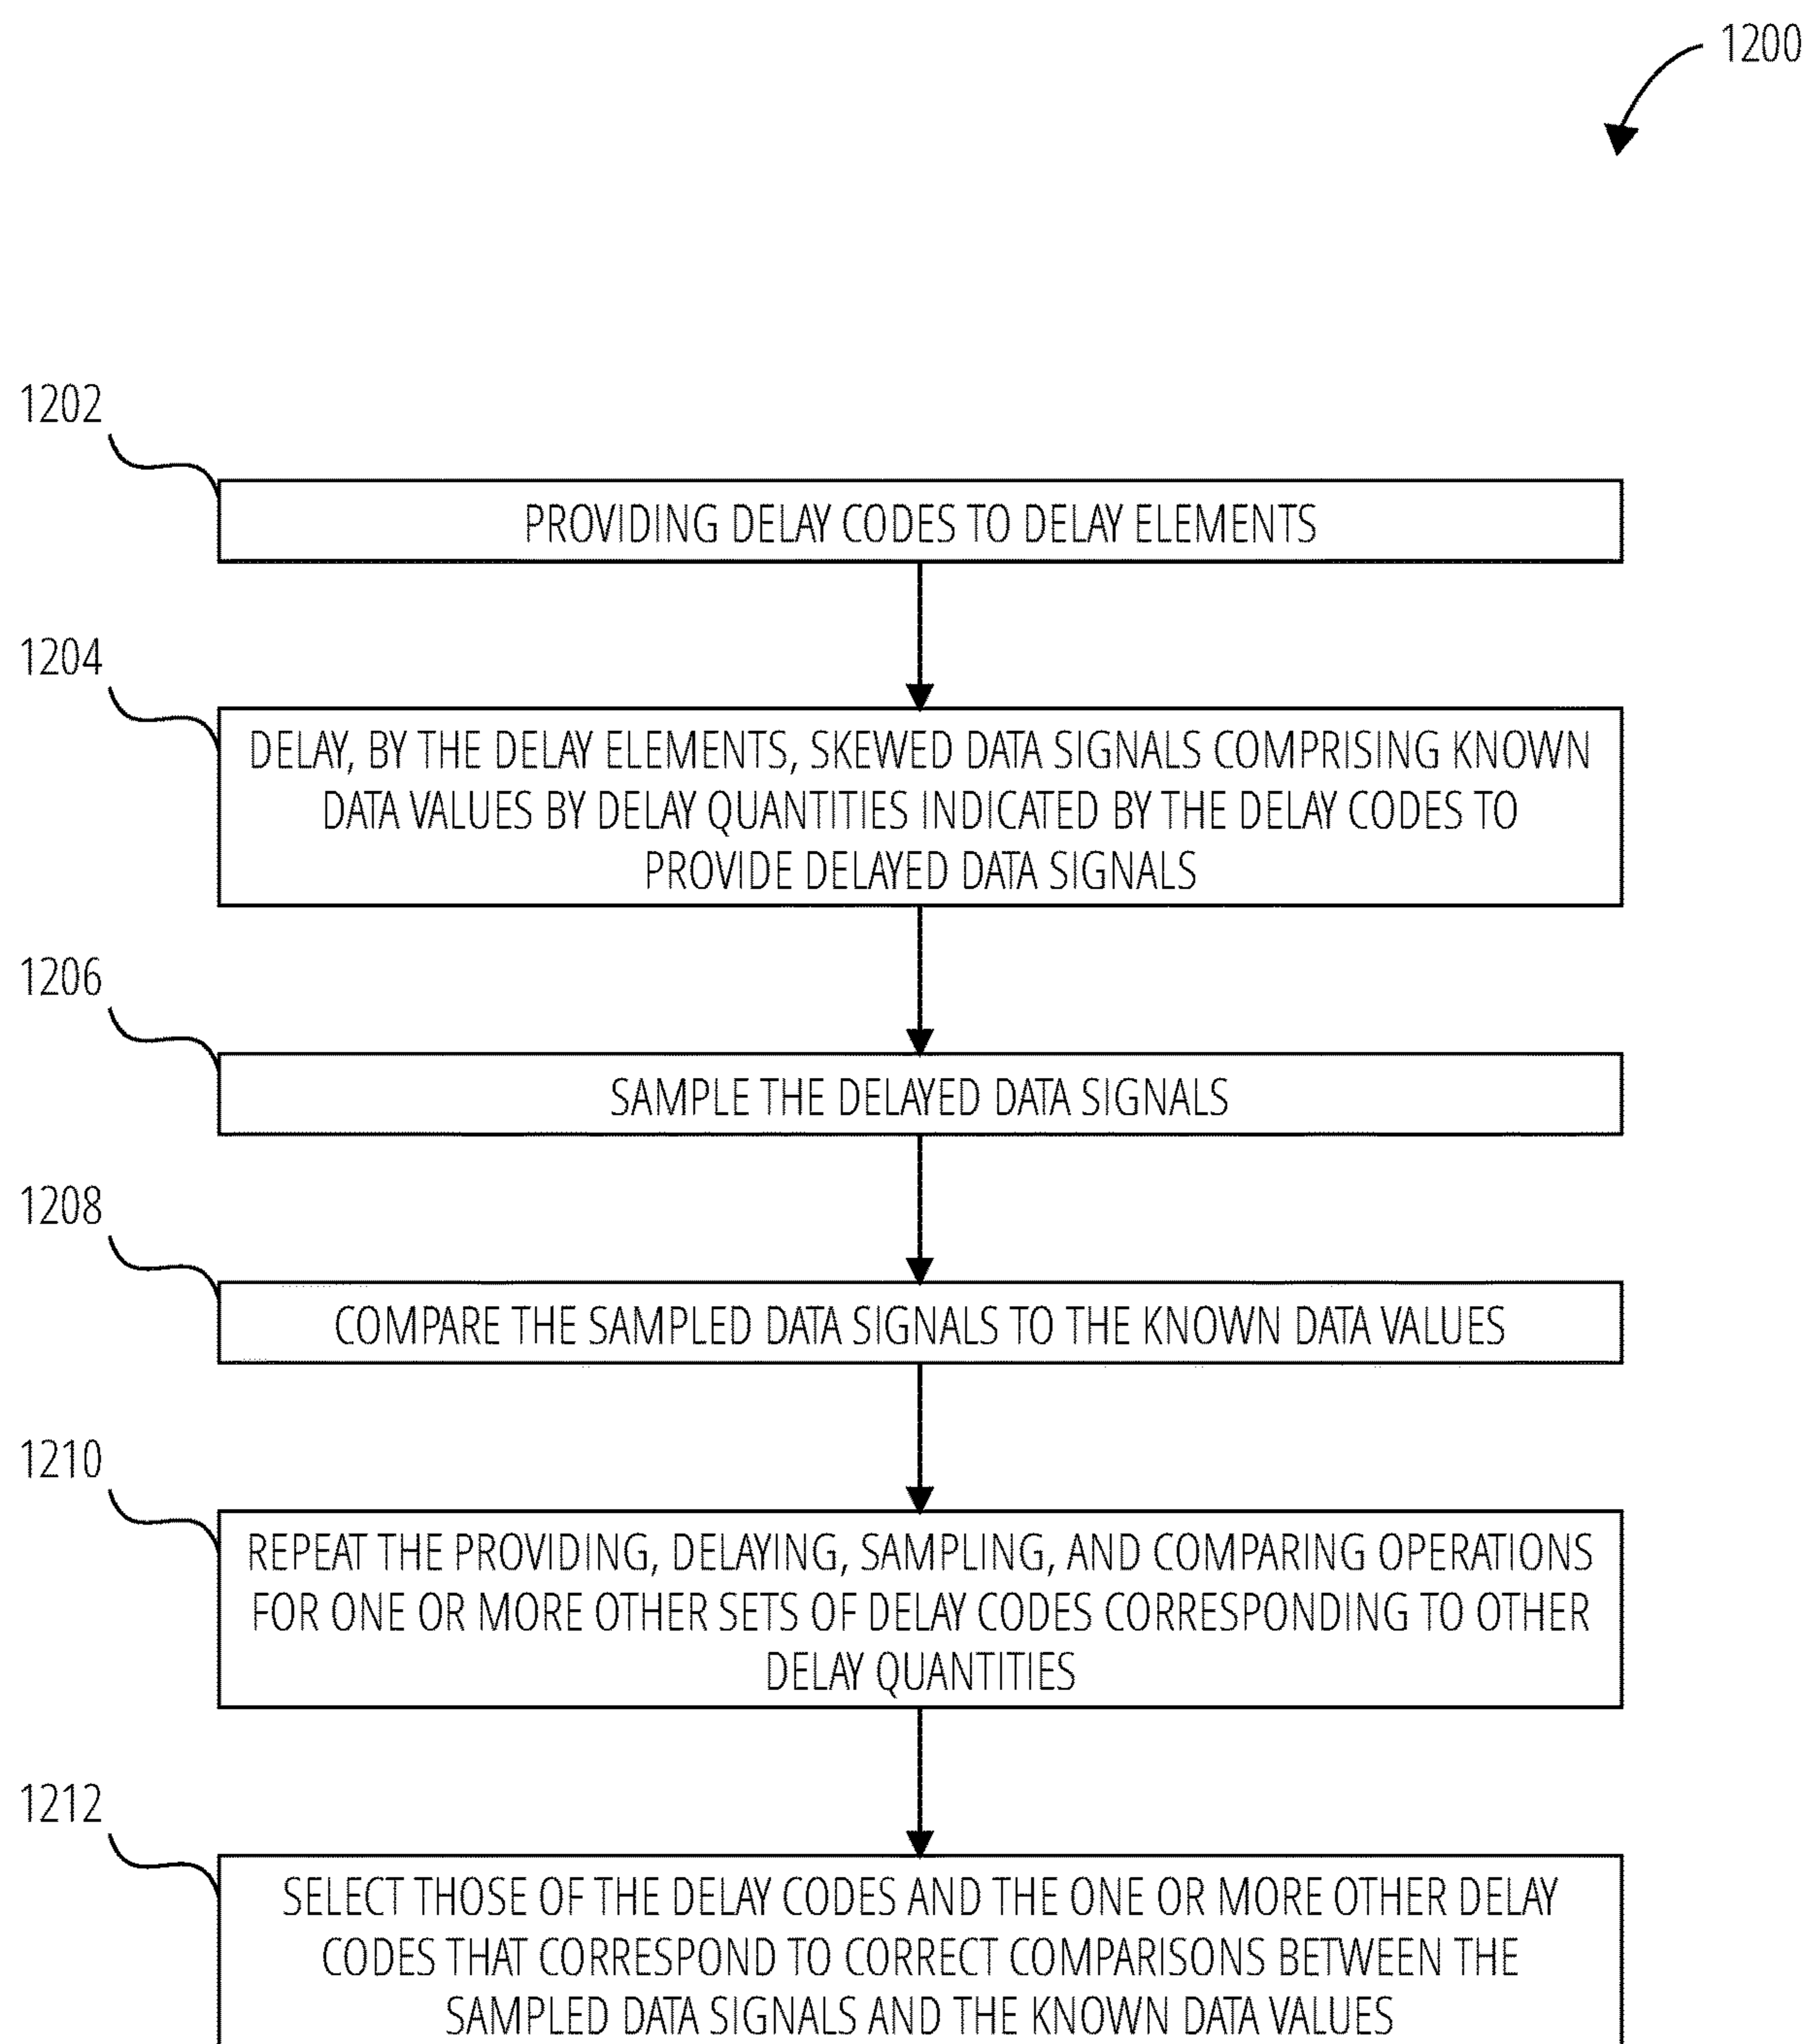 1200
1202
PROVIDING DELAY CODES TO DELAY ELEMENTS
1204
DELAY, BY THE DELAY ELEMENTS, SKEWED DATA SIGNALS COMPRISING KNOWN
DATA VALUES BY DELAY QUANTITIES INDICATED BY THE DELAY CODES TO
PROVIDE DELAYED DATA SIGNALS
1206
SAMPLE THE DELAYED DATA SIGNALS
1208
COMPARE THE SAMPLED DATA SIGNALS TO THE KNOWN DATA VALUES
1210
REPEAT THE PROVIDING, DELAYING, SAMPLING, AND COMPARING OPERATIONS
FOR ONE OR MORE OTHER SETS OF DELAY CODES CORRESPONDING TO OTHER
DELAY QUANTITIES
1212
SELECT THOSE OF THE DELAY CODES AND THE ONE OR MORE OTHER DELAY
CODES THAT CORRESPOND TO CORRECT COMPARISONS BETWEEN THE
SAMPLED DATA SIGNALS AND THE KNOWN DATA VALUES